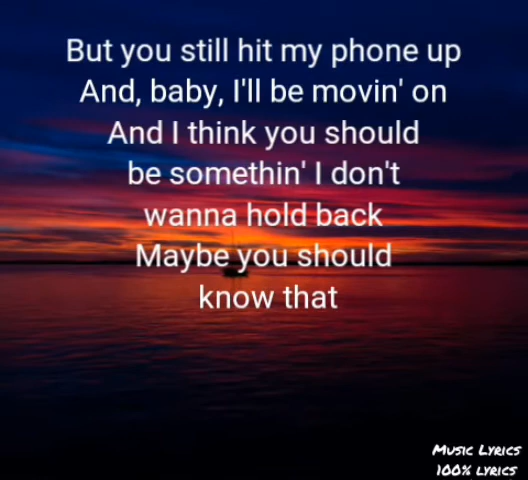 But you still hit my phone up
And, baby, I'll be movin' on
And I think you should
be somethin' I don't
wanna hold back
Maybe you should
know that
Music Lyrics
100% lyrics